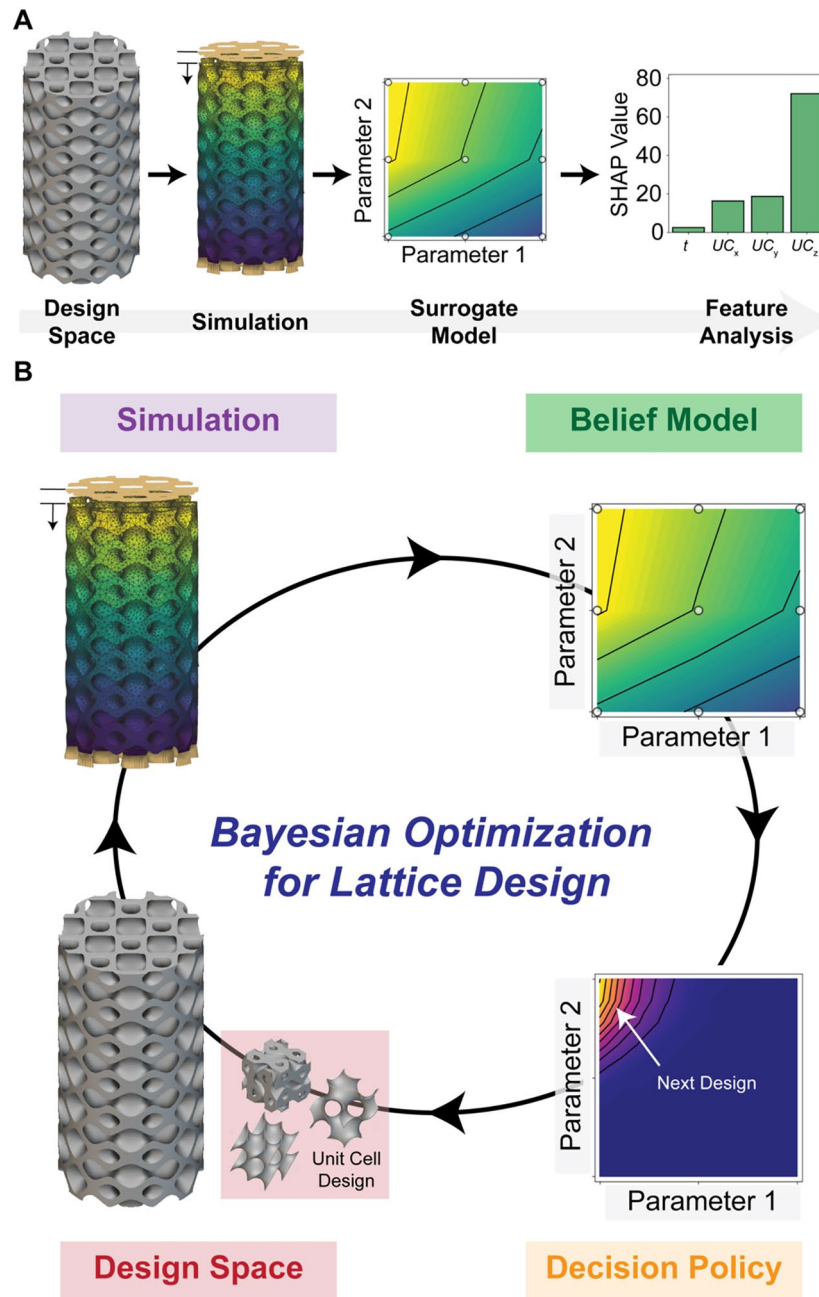 A
Parameter 2
Parameter 1
SHAP Value
80
60
40
20
0
t
UCx
UCy
UCz
Design
Space
Simulation
Surrogate
Model
Feature
Analysis
B
Simulation
Belief Model
Parameter 2
Parameter 1
Bayesian Optimization
for Lattice Design
Parameter 2
Next Design
Parameter 1
Unit Cell
Design
Design Space
Decision Policy